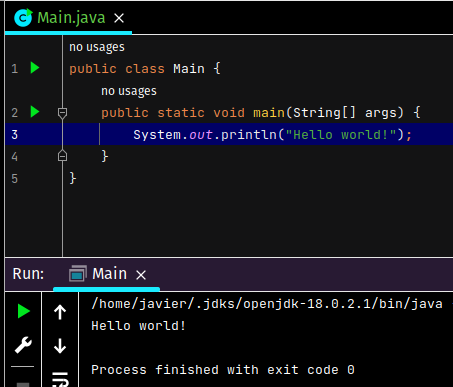 Main.java
no usages
1 public class Main {
no usages
2 public static void main(String[] args) {
3 System.out.println("Hello world!");
4 }
5 }
Run: Main
/home/javier/.jdks/openjdk-18.0.2.1/bin/java
Hello world!
Process finished with exit code 0